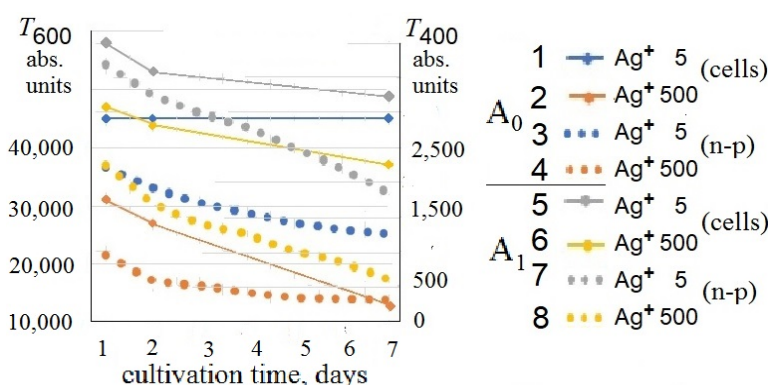 T600
abs.
units
40,000
30,000
20,000
10,000
T400
abs.
units
2,500
1,500
500
0
1 2 3 4 5 6 7
cultivation time, days
A0
1 Ag+ 5 (cells)
2 Ag+ 500
3 Ag+ 5 (n-p)
4 Ag+ 500
A1
5 Ag+ 5 (cells)
6 Ag+ 500
7 Ag+ 5 (n-p)
8 Ag+ 500